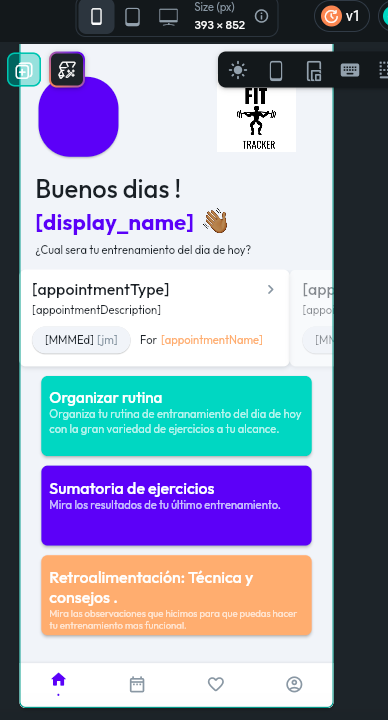 Size (px)
393 × 852
v1
FIT
TRACKER
Buenos dias !
[display_name] 👋🏾
¿Cual sera tu entrenamiento del dia de hoy?
[appointmentType]
[app
[appointmentDescription]
[appo
[MMMEd] [jm]
For [appointmentName]
[MN
Organizar rutina
Organiza tu rutina de entranamiento del dia de hoy
con la gran variedad de ejercicios a tu alcance.
Sumatoria de ejercicios
Mira los resultados de tu último entrenamiento.
Retroalimentación: Técnica y
consejos .
Mira las observaciones que hicimos para que puedas hacer
tu entrenamiento mas funcional.